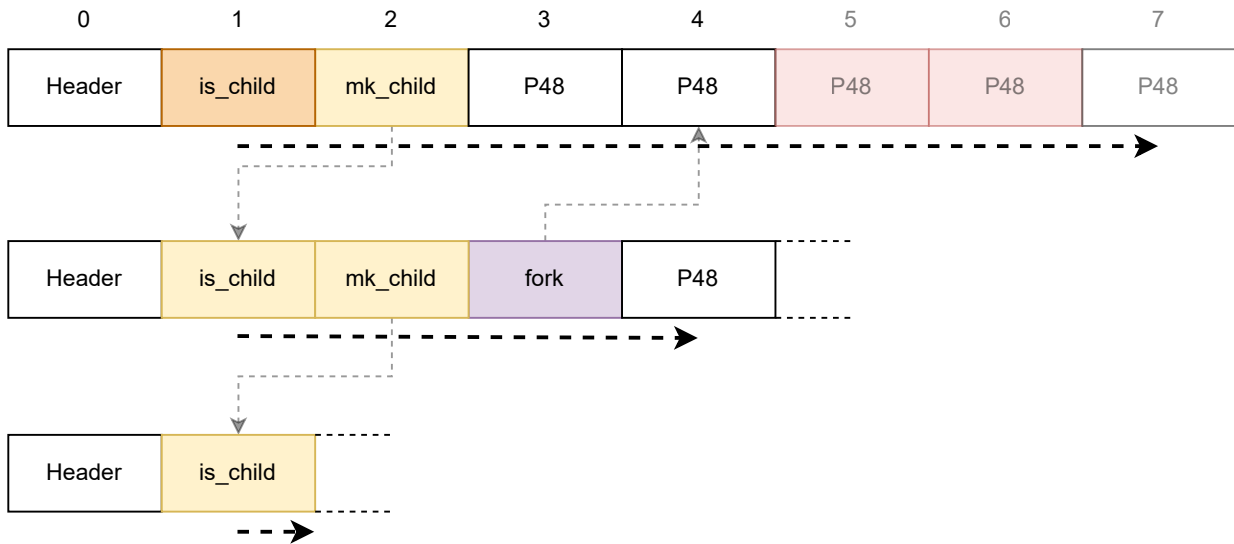 0 1 2 3 4 5 6 7
Header is_child mk_child P48 P48 P48 P48 P48
Header is_child mk_child fork P48
Header is_child